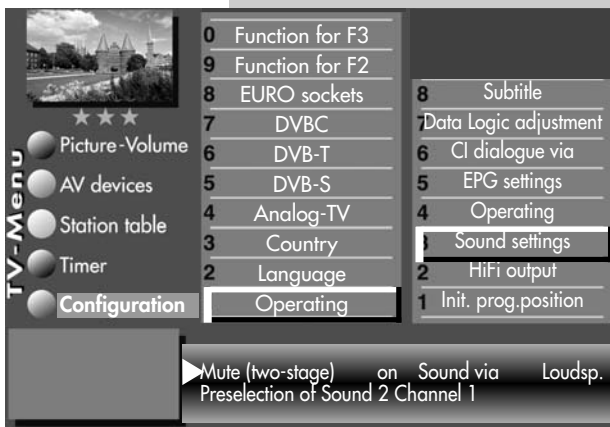 TV-Menu
Picture-Volume
AV devices
Station table
Timer
Configuration
0 Function for F3
9 Function for F2
8 EURO sockets
7 DVBC
6 DVB-T
5 DVB-S
4 Analog-TV
3 Country
2 Language
Operating
8 Subtitle
7 Data Logic adjustment
6 CI dialogue via
5 EPG settings
4 Operating
3 Sound settings
2 HiFi output
1 Init. prog.position
Mute (two-stage) on Sound via Loudsp.
Preselection of Sound 2 Channel 1